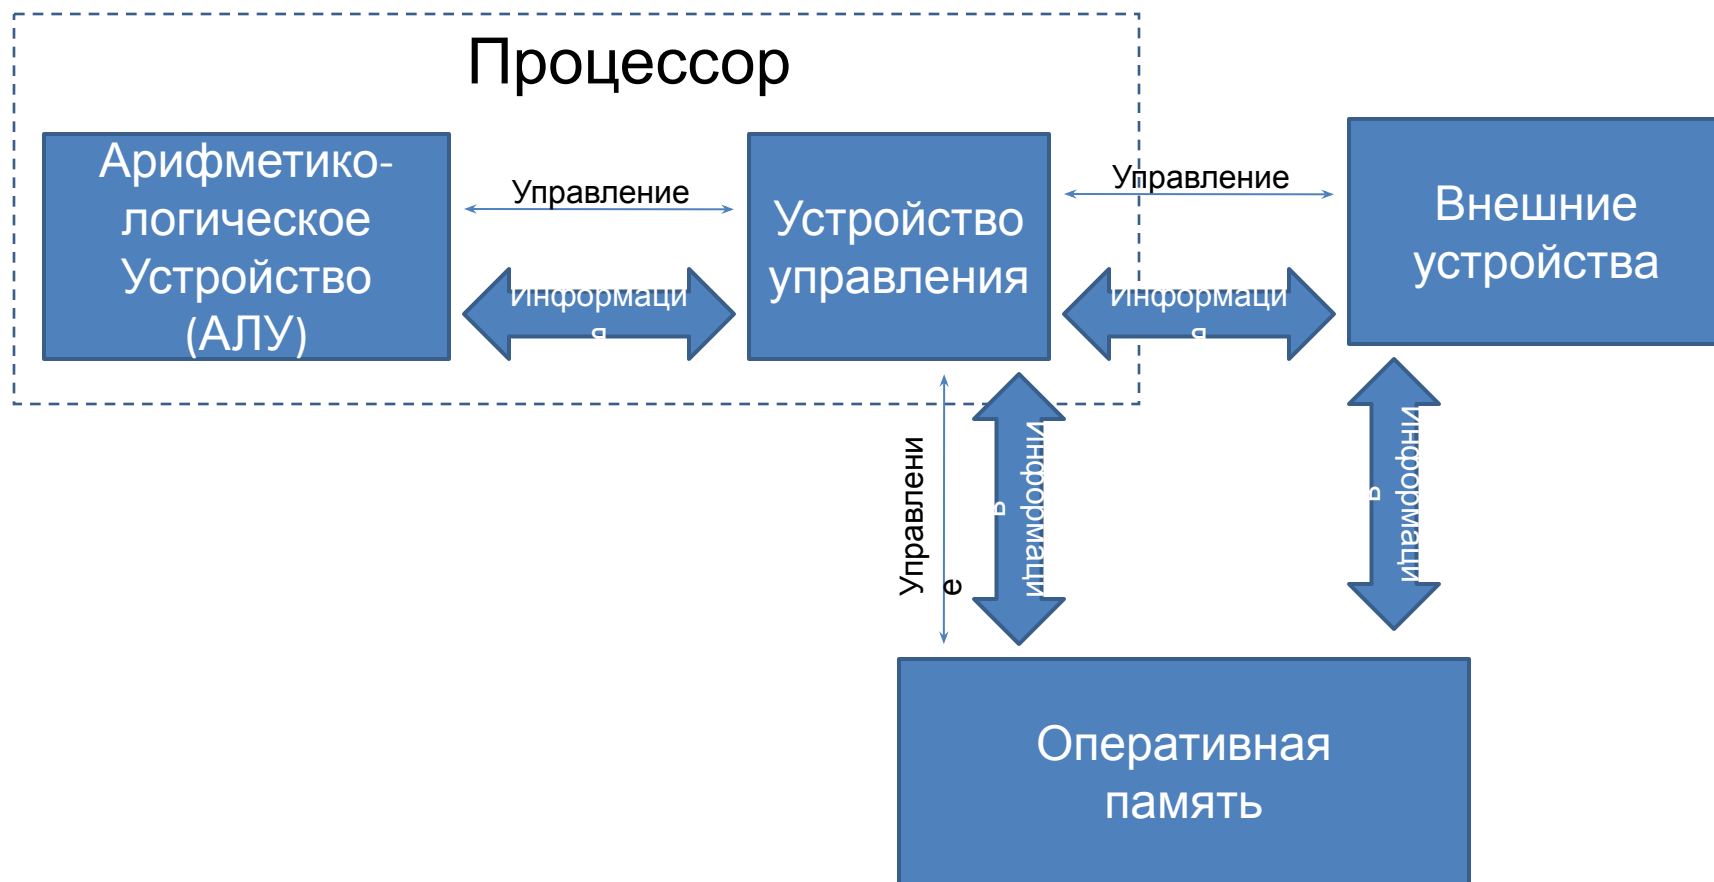 Процессор
Арифметико-
логическое
Устройство
(АЛУ)
Управление
Устройство
управления
Управление
Внешние
устройства
Информаци
я
Информаци
я
Управлени
е
Информаци
я
Информаци
я
Оперативная
память